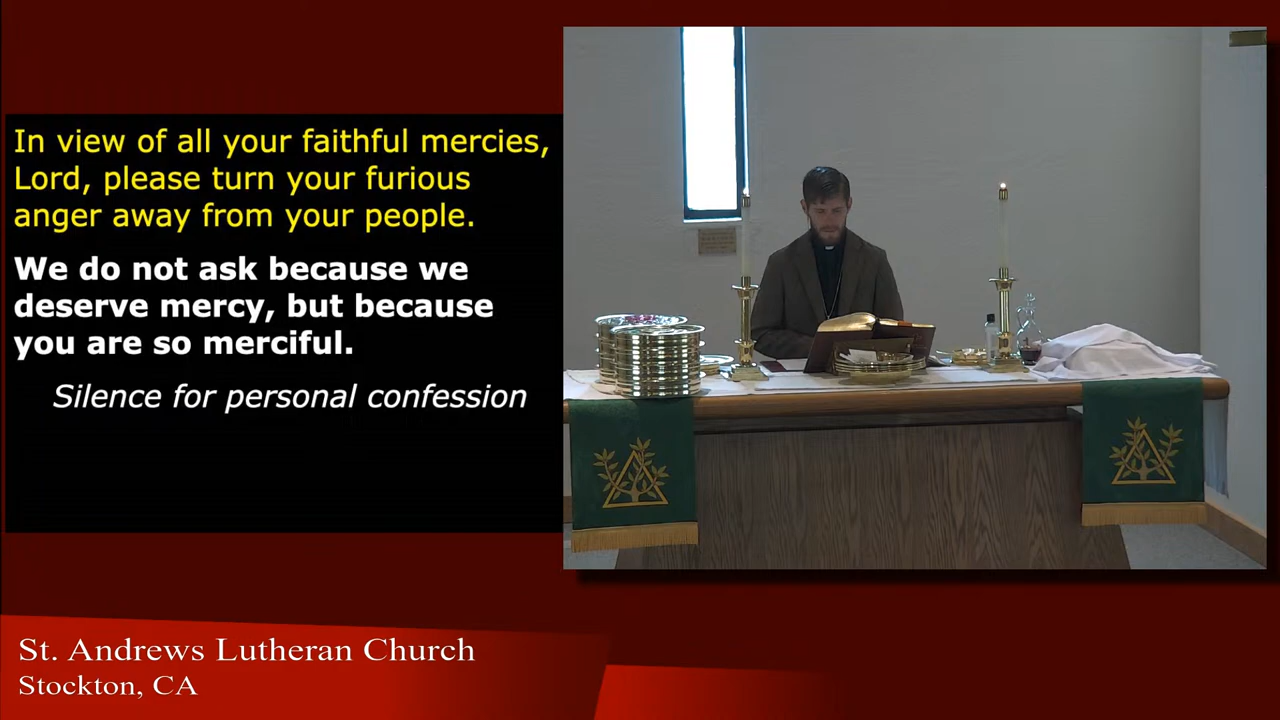 In view of all your faithful mercies,
Lord, please turn your furious
anger away from your people.
We do not ask because we
deserve mercy, but because
you are so merciful.
Silence for personal confession
St. Andrews Lutheran Church
Stockton, CA